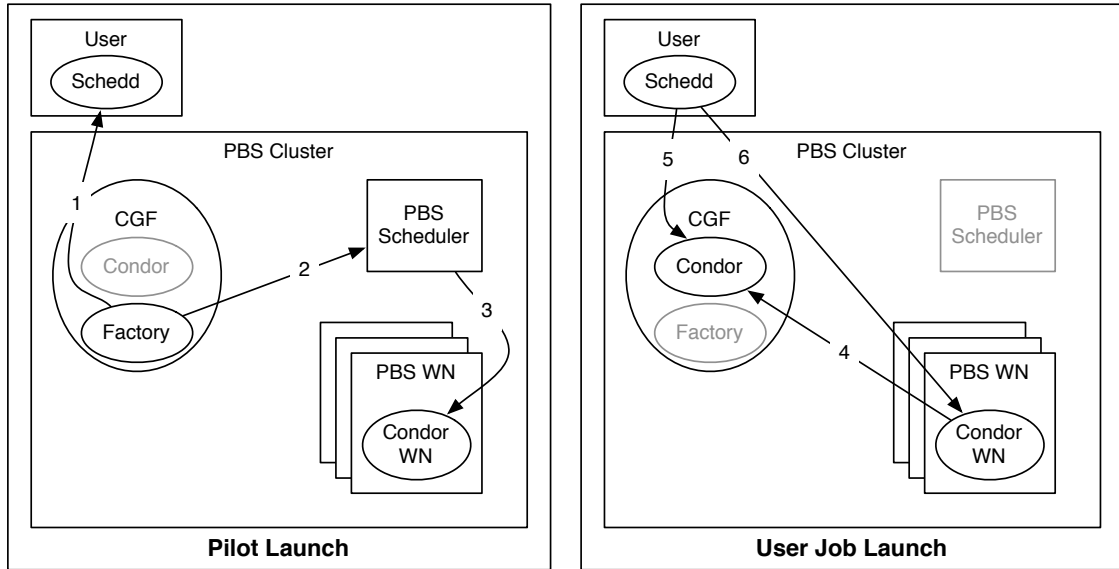 User
Schedd
PBS Cluster
1
CGF
Condor
Factory
2
PBS
Scheduler
3
PBS WN
Condor
WN
Pilot Launch
User
Schedd
5
6
PBS Cluster
CGF
Condor
Factory
PBS
Scheduler
4
PBS WN
Condor
WN
User Job Launch